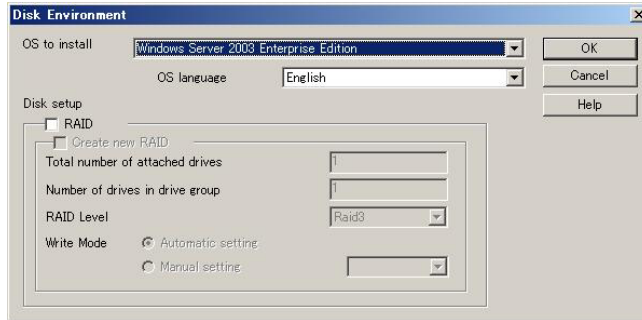 Disk Environment
OS to install
Windows Server 2003 Enterprise Edition
OK
OS language
English
Cancel
Disk setup
Help
RAID
Create new RAID
Total number of attached drives
1
Number of drives in drive group
1
RAID Level
Raid3
Write Mode
Automatic setting
Manual setting